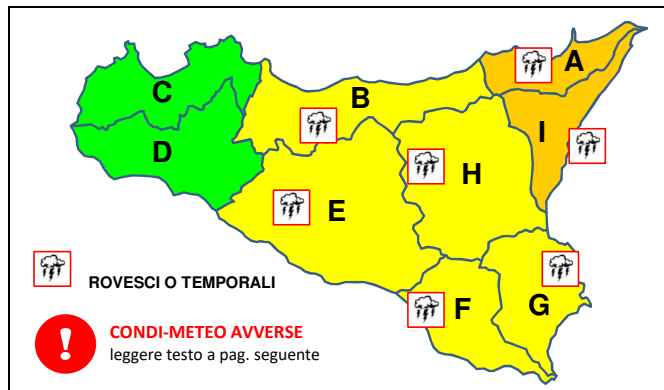 A
C
B
I
D
H
E
ROVESCI O TEMPORALI
F
G
CONDI-METEO AVVERSE
leggere testo a pag. seguente
!